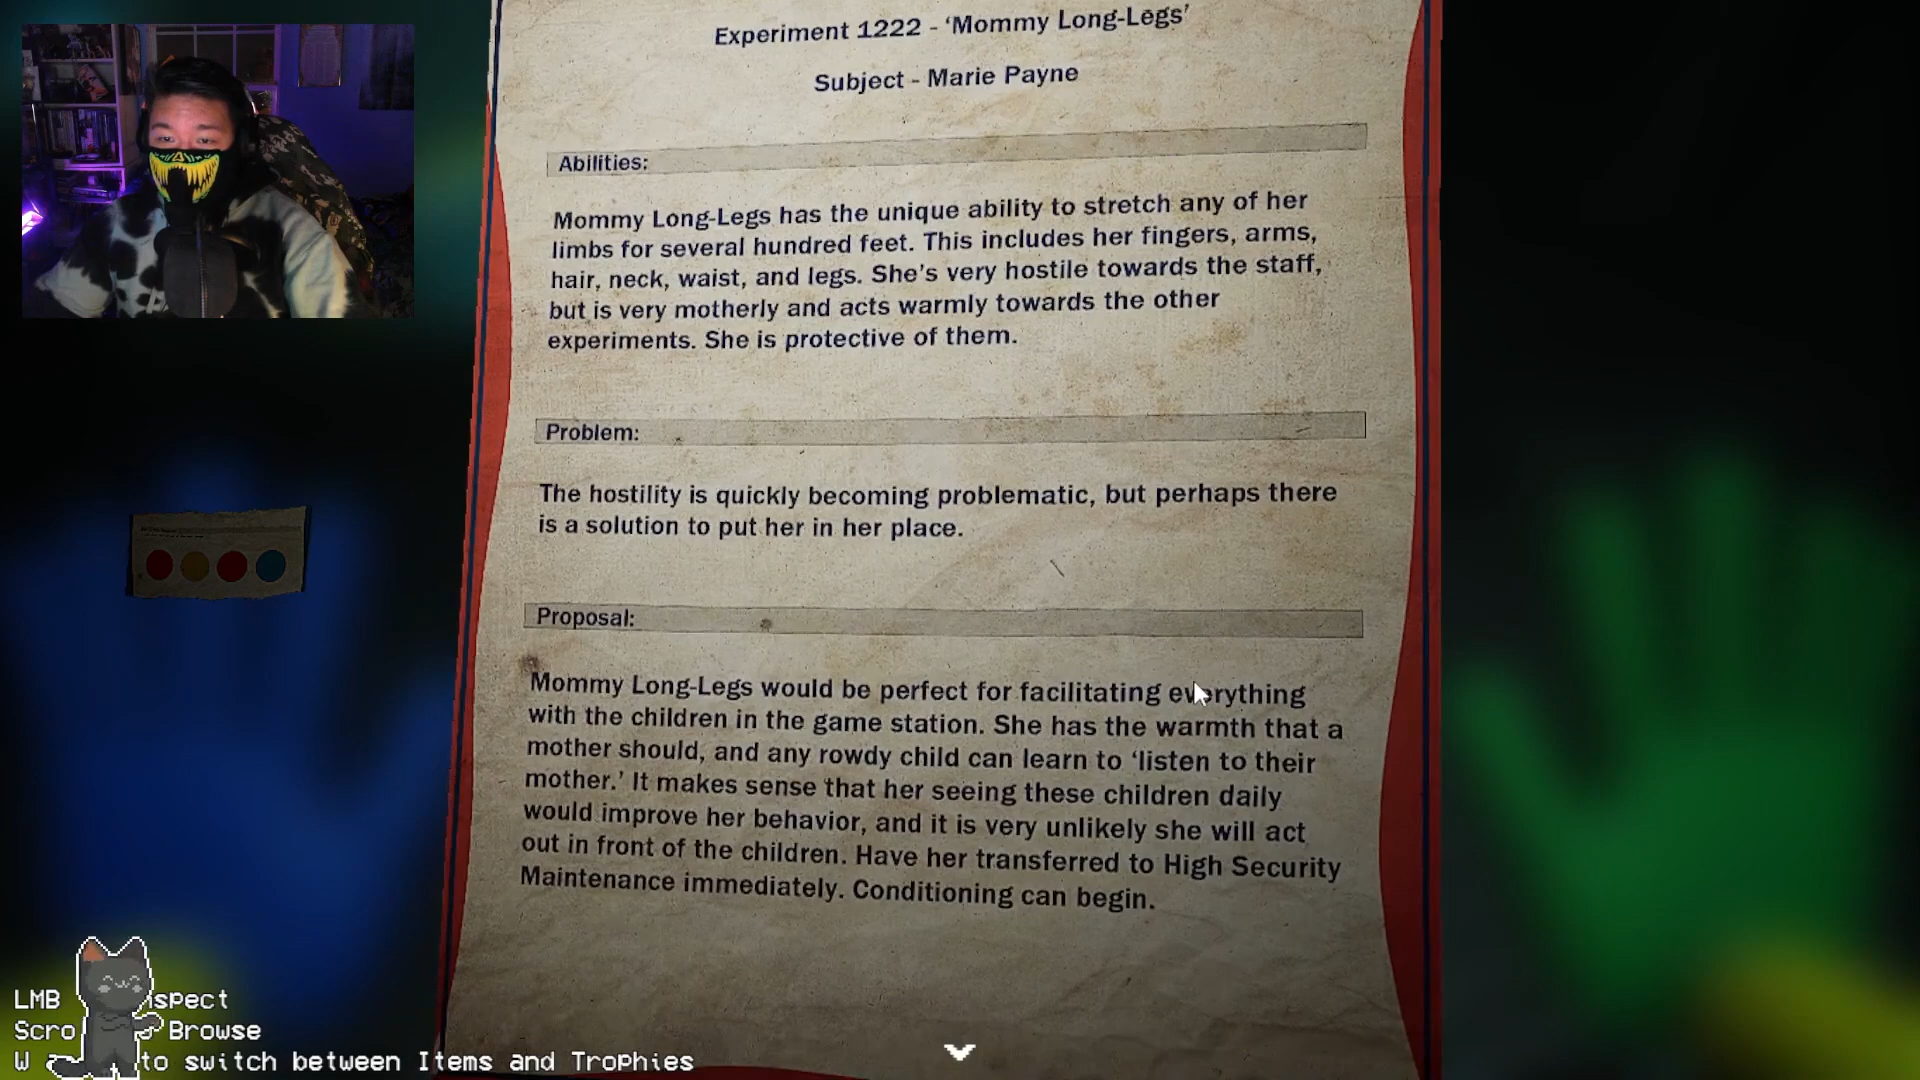 Experiment 1222 - ‘Mommy Long-Legs’
Subject - Marie Payne
Abilities:
Mommy Long-Legs has the unique ability to stretch any of her
limbs for several hundred feet. This includes her fingers, arms,
hair, neck, waist, and legs. She’s very hostile towards the staff,
but is very motherly and acts warmly towards the other
experiments. She is protective of them.
Problem:
The hostility is quickly becoming problematic, but perhaps there
is a solution to put her in her place.
Proposal:
Mommy Long-Legs would be perfect for facilitating everything
with the children in the game station. She has the warmth that a
mother should, and any rowdy child can learn to ‘listen to their
mother.’ It makes sense that her seeing these children daily
would improve her behavior, and it is very unlikely she will act
out in front of the children. Have her transferred to High Security
Maintenance immediately. Conditioning can begin.
LMB spect
Scro Browse
W to switch between Items and Trophies